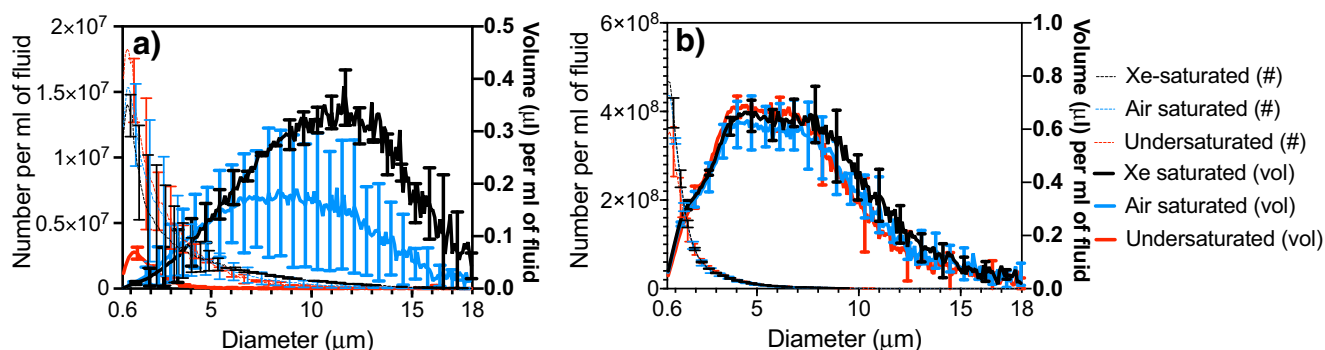 a)
Number per ml of fluid
2×10⁷
1.5×10⁷
1×10⁷
0.5×10⁷
0
0.5
0.4
0.3
0.2
0.1
0.0
Volume (μl) per ml of fluid
0.6 5 10 15 18
Diameter (μm)
b)
Number per ml of fluid
6×10⁸
4×10⁸
2×10⁸
0
1.0
0.8
0.6
0.4
0.2
0.0
Volume (μl) per ml of fluid
0.6 5 10 15 18
Diameter (μm)
Xe-saturated (#)
Air saturated (#)
Undersaturated (#)
Xe saturated (vol)
Air saturated (vol)
Undersaturated (vol)